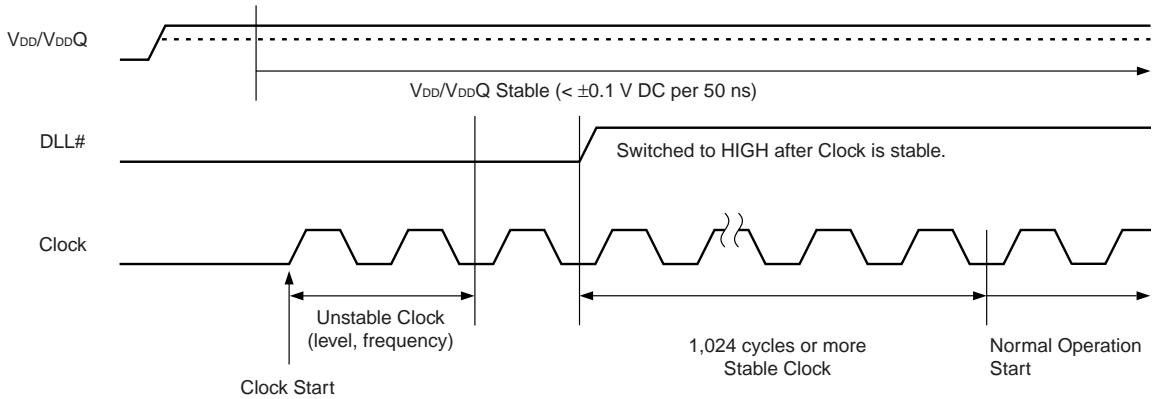 VDD/VDDQ
VDD/VDDQ Stable (< ±0.1 V DC per 50 ns)
DLL#
Switched to HIGH after Clock is stable.
Clock
Unstable Clock
(level, frequency)
1,024 cycles or more
Stable Clock
Normal Operation
Start
Clock Start